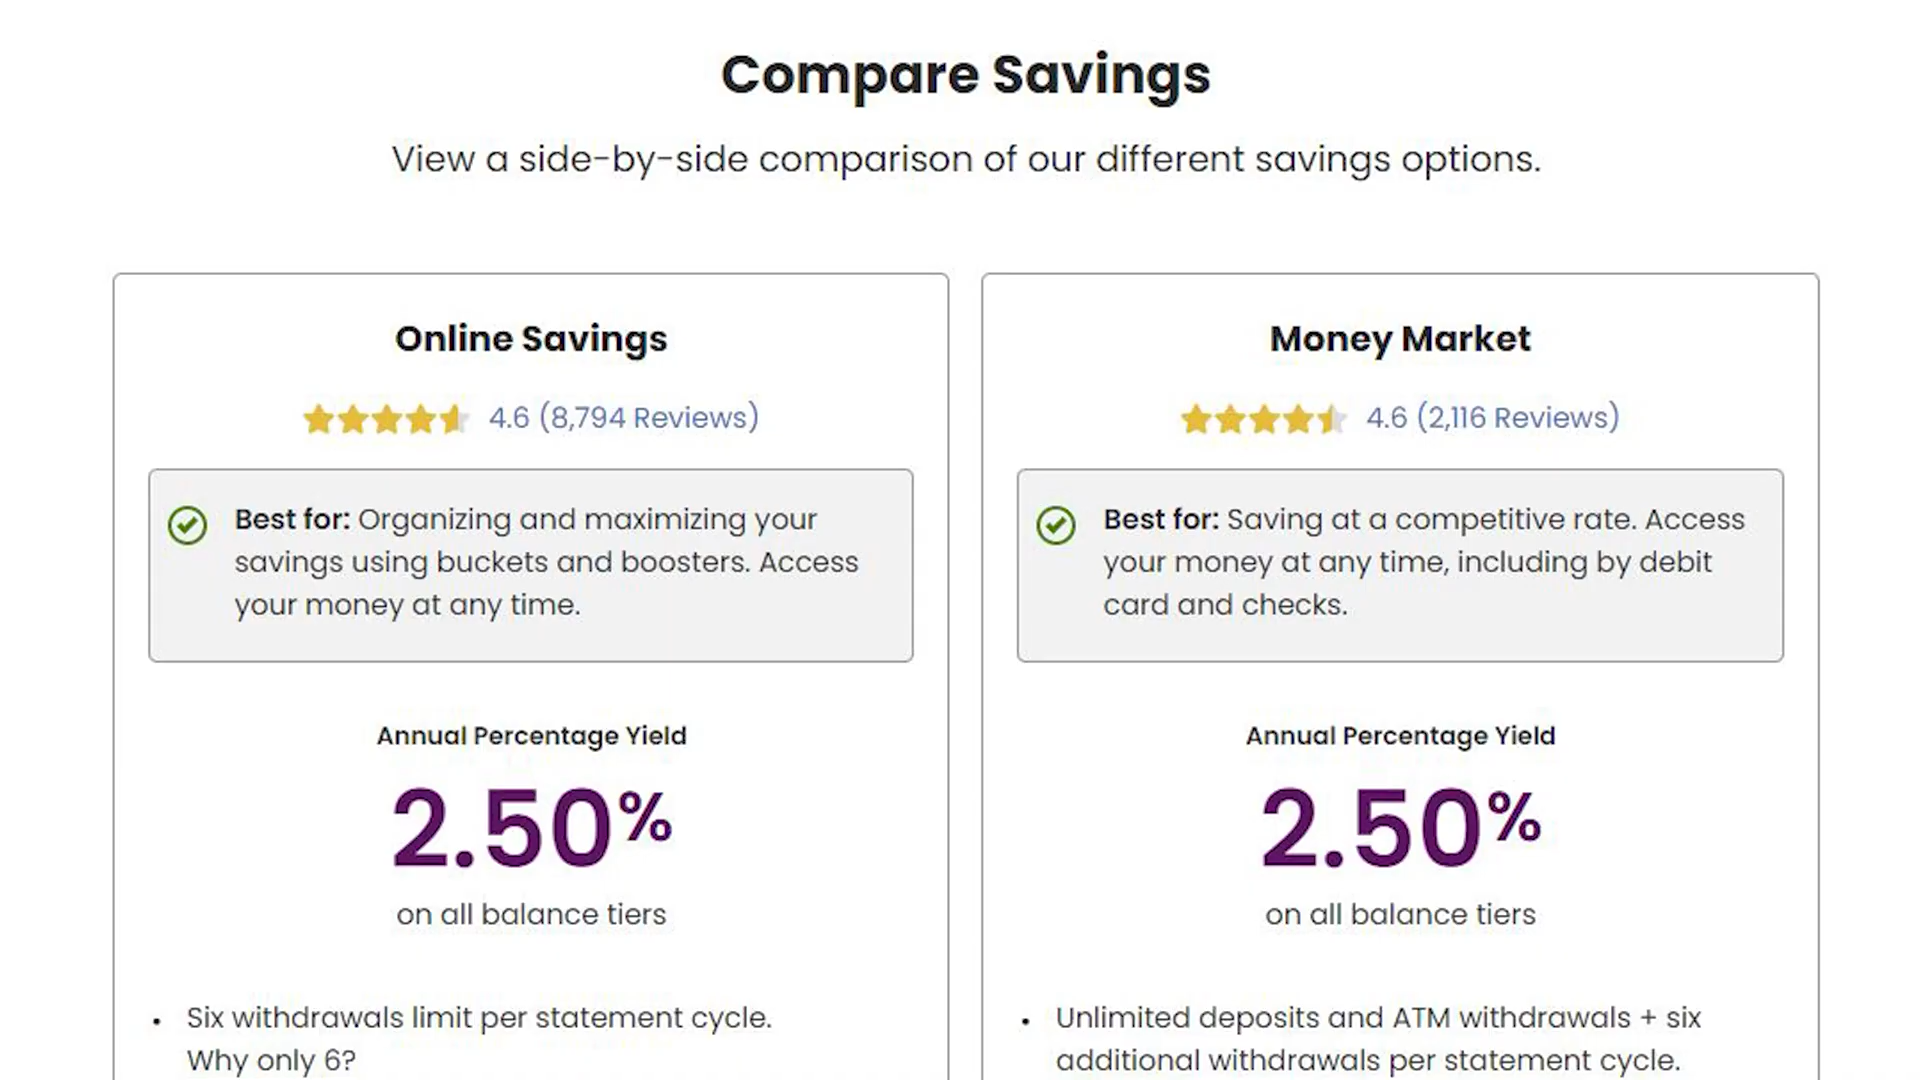 Compare Savings
View a side-by-side comparison of our different savings options.
Online Savings
4.6 (8,794 Reviews)
Best for: Organizing and maximizing your
savings using buckets and boosters. Access
your money at any time.
Annual Percentage Yield
2.50%
on all balance tiers
• Six withdrawals limit per statement cycle.
Why only 6?
Money Market
4.6 (2,116 Reviews)
Best for: Saving at a competitive rate. Access
your money at any time, including by debit
card and checks.
Annual Percentage Yield
2.50%
on all balance tiers
• Unlimited deposits and ATM withdrawals + six
additional withdrawals per statement cycle.